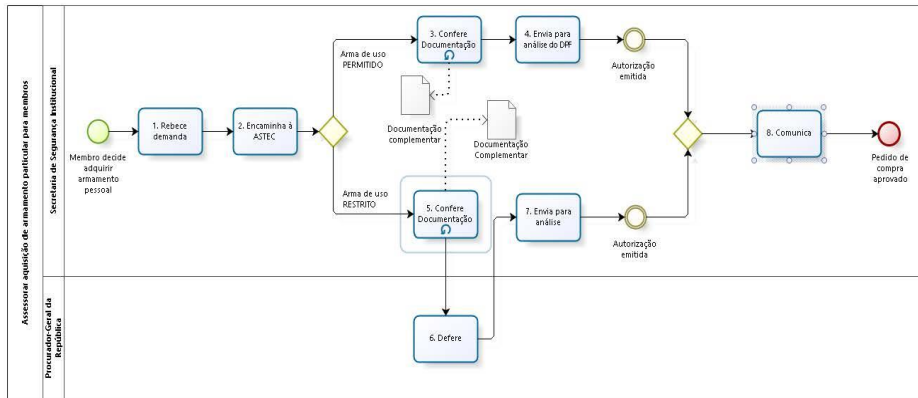 Assessorar aquisição de armamento particular para membros
Secretaria de Segurança Institucional
Membro decide
adquirir
armamento
pessoal
1. Rebece
demanda
2. Encaminha à
ASTEC
Arma de uso
PERMITIDO
3. Confere
Documentação
Documentação
complementar
4. Envia para
análise do DPF
Autorização
emitida
Documentação
Complementar
Arma de uso
RESTRITO
5. Confere
Documentação
7. Envia para
análise
Autorização
emitida
8. Comunica
Pedido de
compra
aprovado
Procurador-Geral da
República
6. Defere